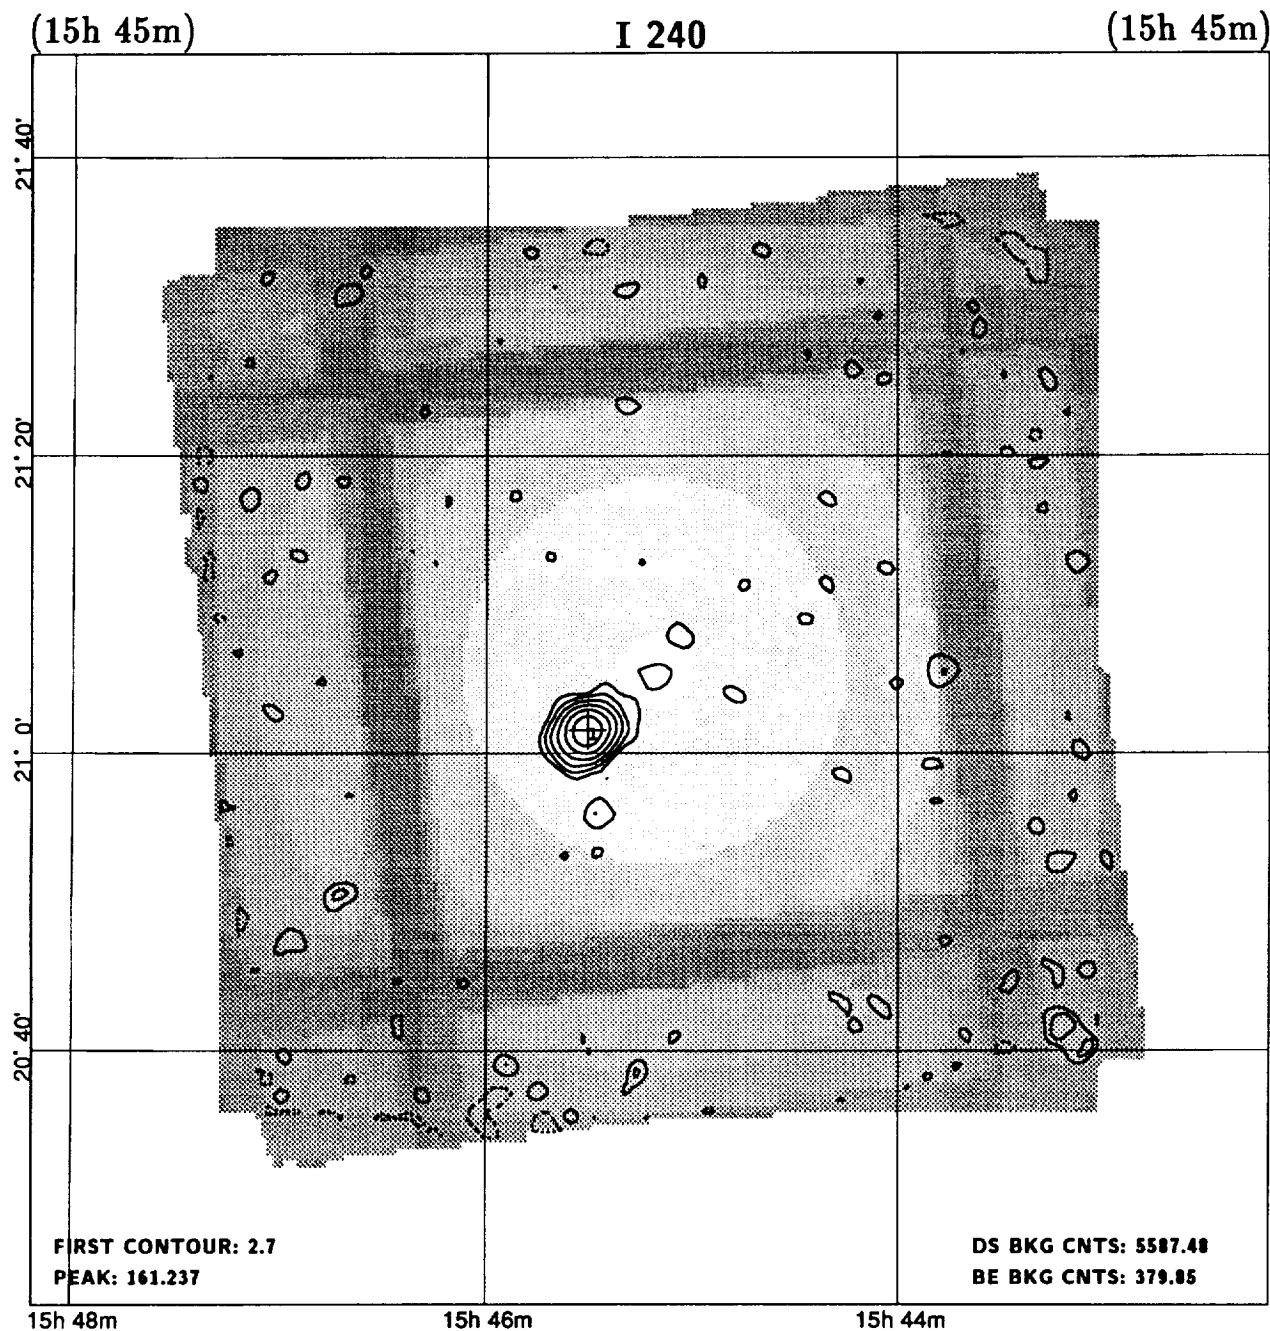 (15h 45m) I 240 (15h 45m)
21° 40'
21° 20'
21° 0'
20° 40'
1
FIRST CONTOUR: 2.7
PEAK: 161.237
DS BKG CNTS: 5587.48
BE BKG CNTS: 379.85
15h 48m 15h 46m 15h 44m